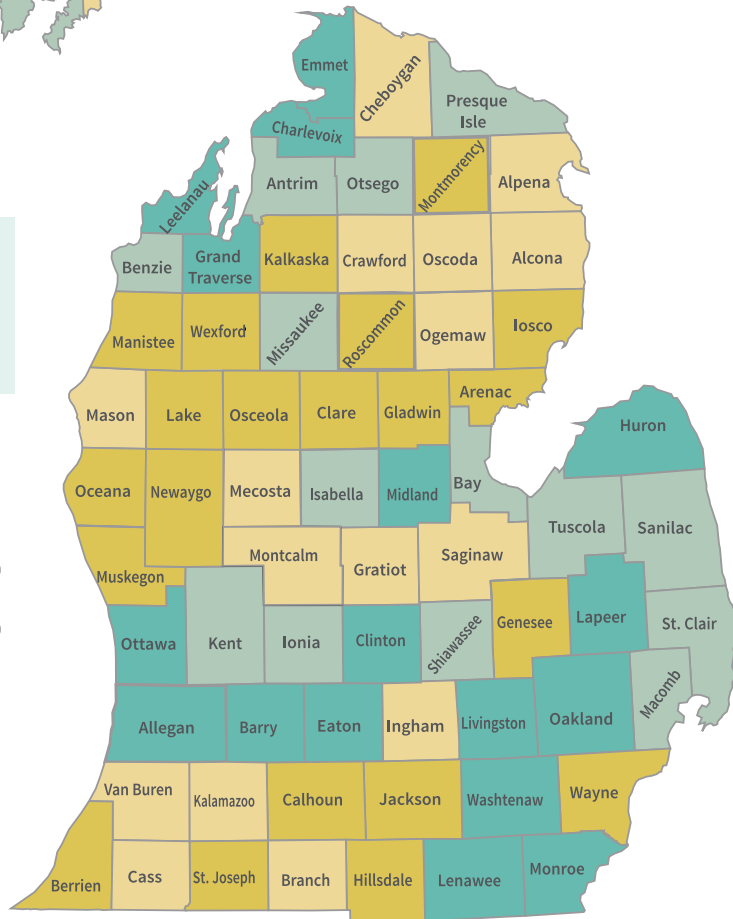 Emmet
Cheboygan
Presque
Isle
Charlevoix
Antrim
Otsego
Montmorency
Alpena
Leelanau
Benzie
Grand
Traverse
Kalkaska
Crawford
Oscoda
Alcona
Manistee
Wexford
Missaukee
Roscommon
Ogemaw
Iosco
Mason
Lake
Osceola
Clare
Gladwin
Arenac
Huron
Oceana
Newaygo
Mecosta
Isabella
Midland
Bay
Tuscola
Sanilac
Muskegon
Montcalm
Gratiot
Saginaw
Ottawa
Kent
Ionia
Clinton
Shiawassee
Genesee
Lapeer
St. Clair
Allegan
Barry
Eaton
Ingham
Livingston
Oakland
Macomb
Van Buren
Kalamazoo
Calhoun
Jackson
Washtenaw
Wayne
Berrien
Cass
St. Joseph
Branch
Hillsdale
Lenawee
Monroe